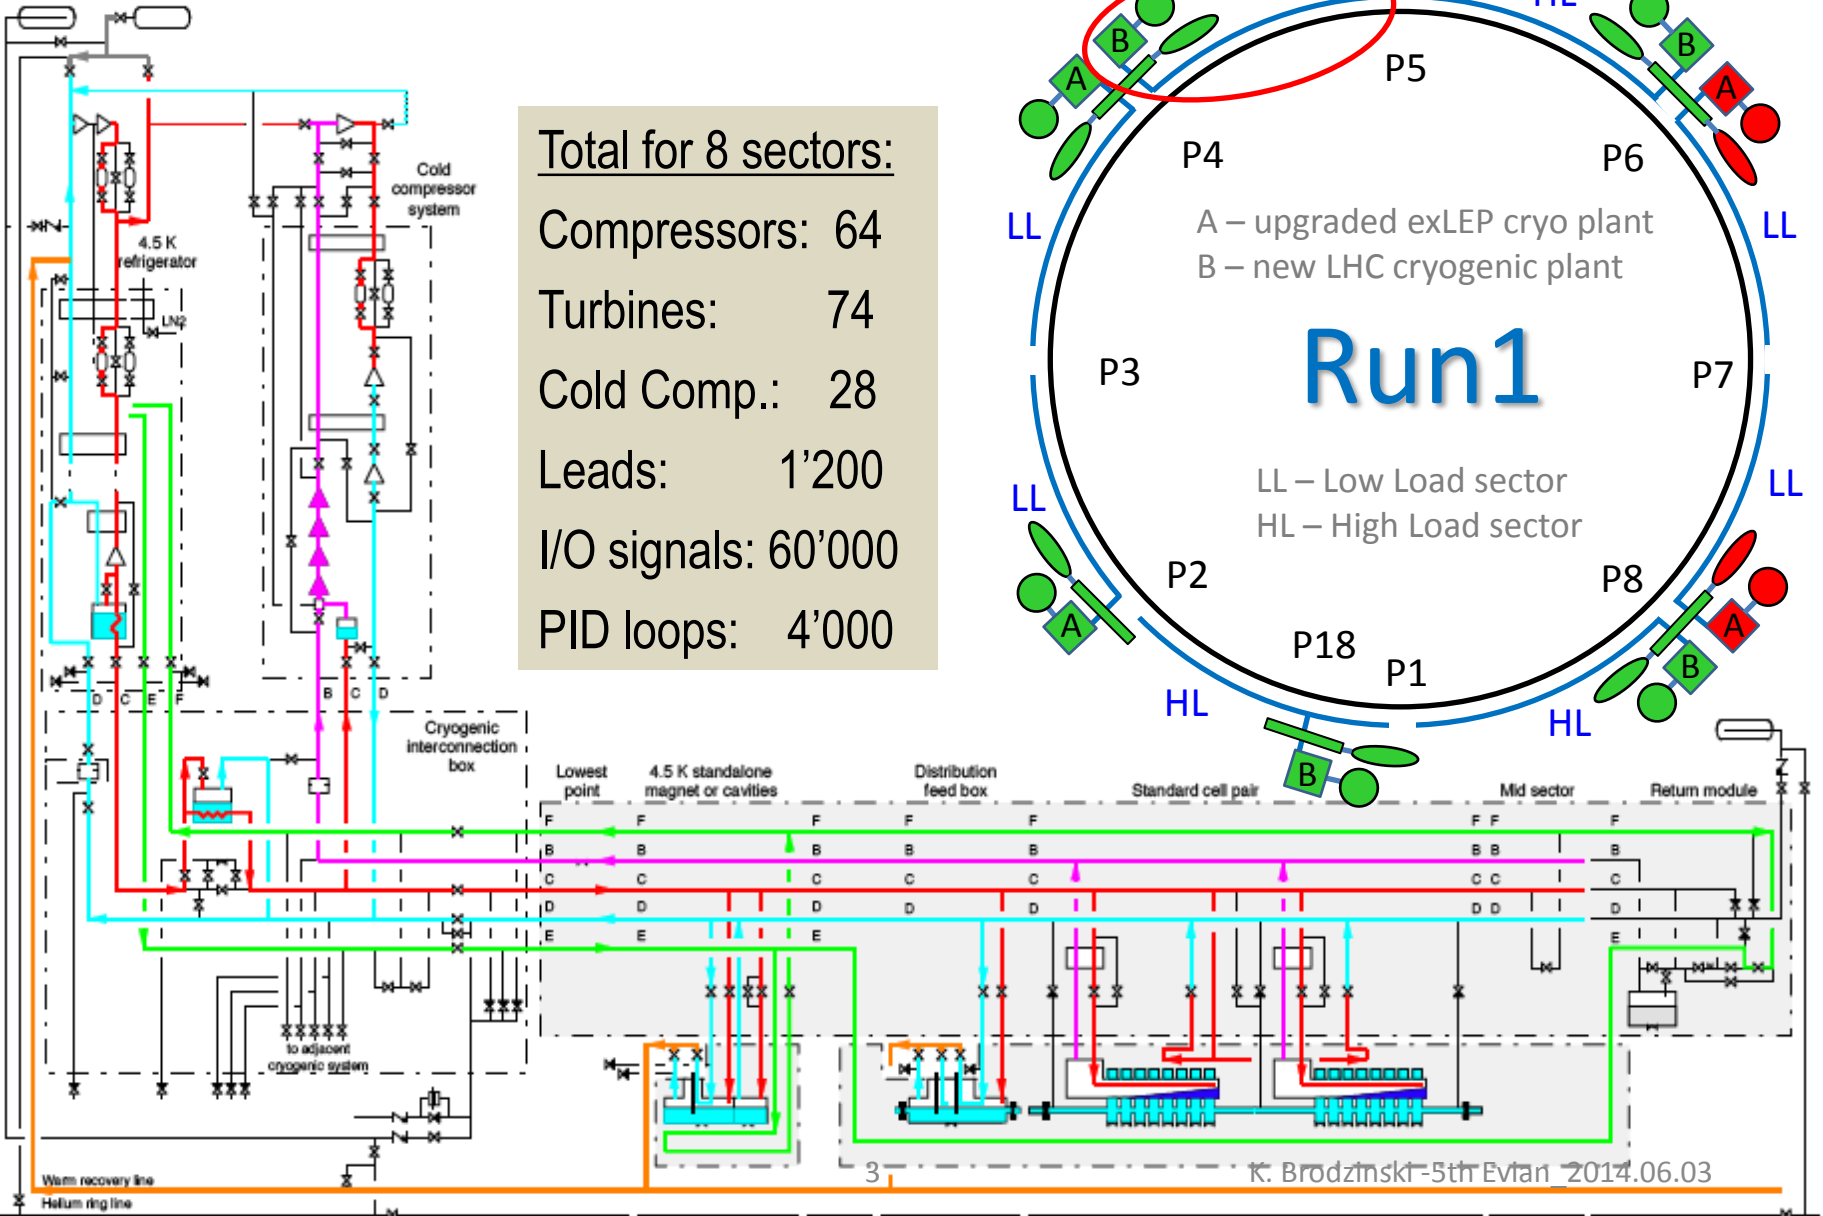 HL
P5
B
A
B
A
P4
P6
LL
LL
A – upgraded exLEP cryo plant
B – new LHC cryogenic plant
Run1
P3
P7
LL
LL
LL – Low Load sector
HL – High Load sector
P2
P8
A
A
B
P18
P1
HL
HL
B
Total for 8 sectors:
Compressors: 64
Turbines: 74
Cold Comp.: 28
Leads: 1’200
I/O signals: 60’000
PID loops: 4’000
Cold
compressor
system
4.5 K
refrigerator
LN2
D C E F
B C D
Cryogenic
interconnection
box
Lowest
point
4.5 K standalone
magnet or cavities
Distribution
feed box
Standard cell pair
Mid sector
Return module
F F F F F F F F
B B B B B B B B
C C C C C C C C
D D D D D D D D
E E E E
to adjacent
cryogenic system
Warm recovery line
Helium ring line
3
K. Brodzinski -5th Evian_2014.06.03